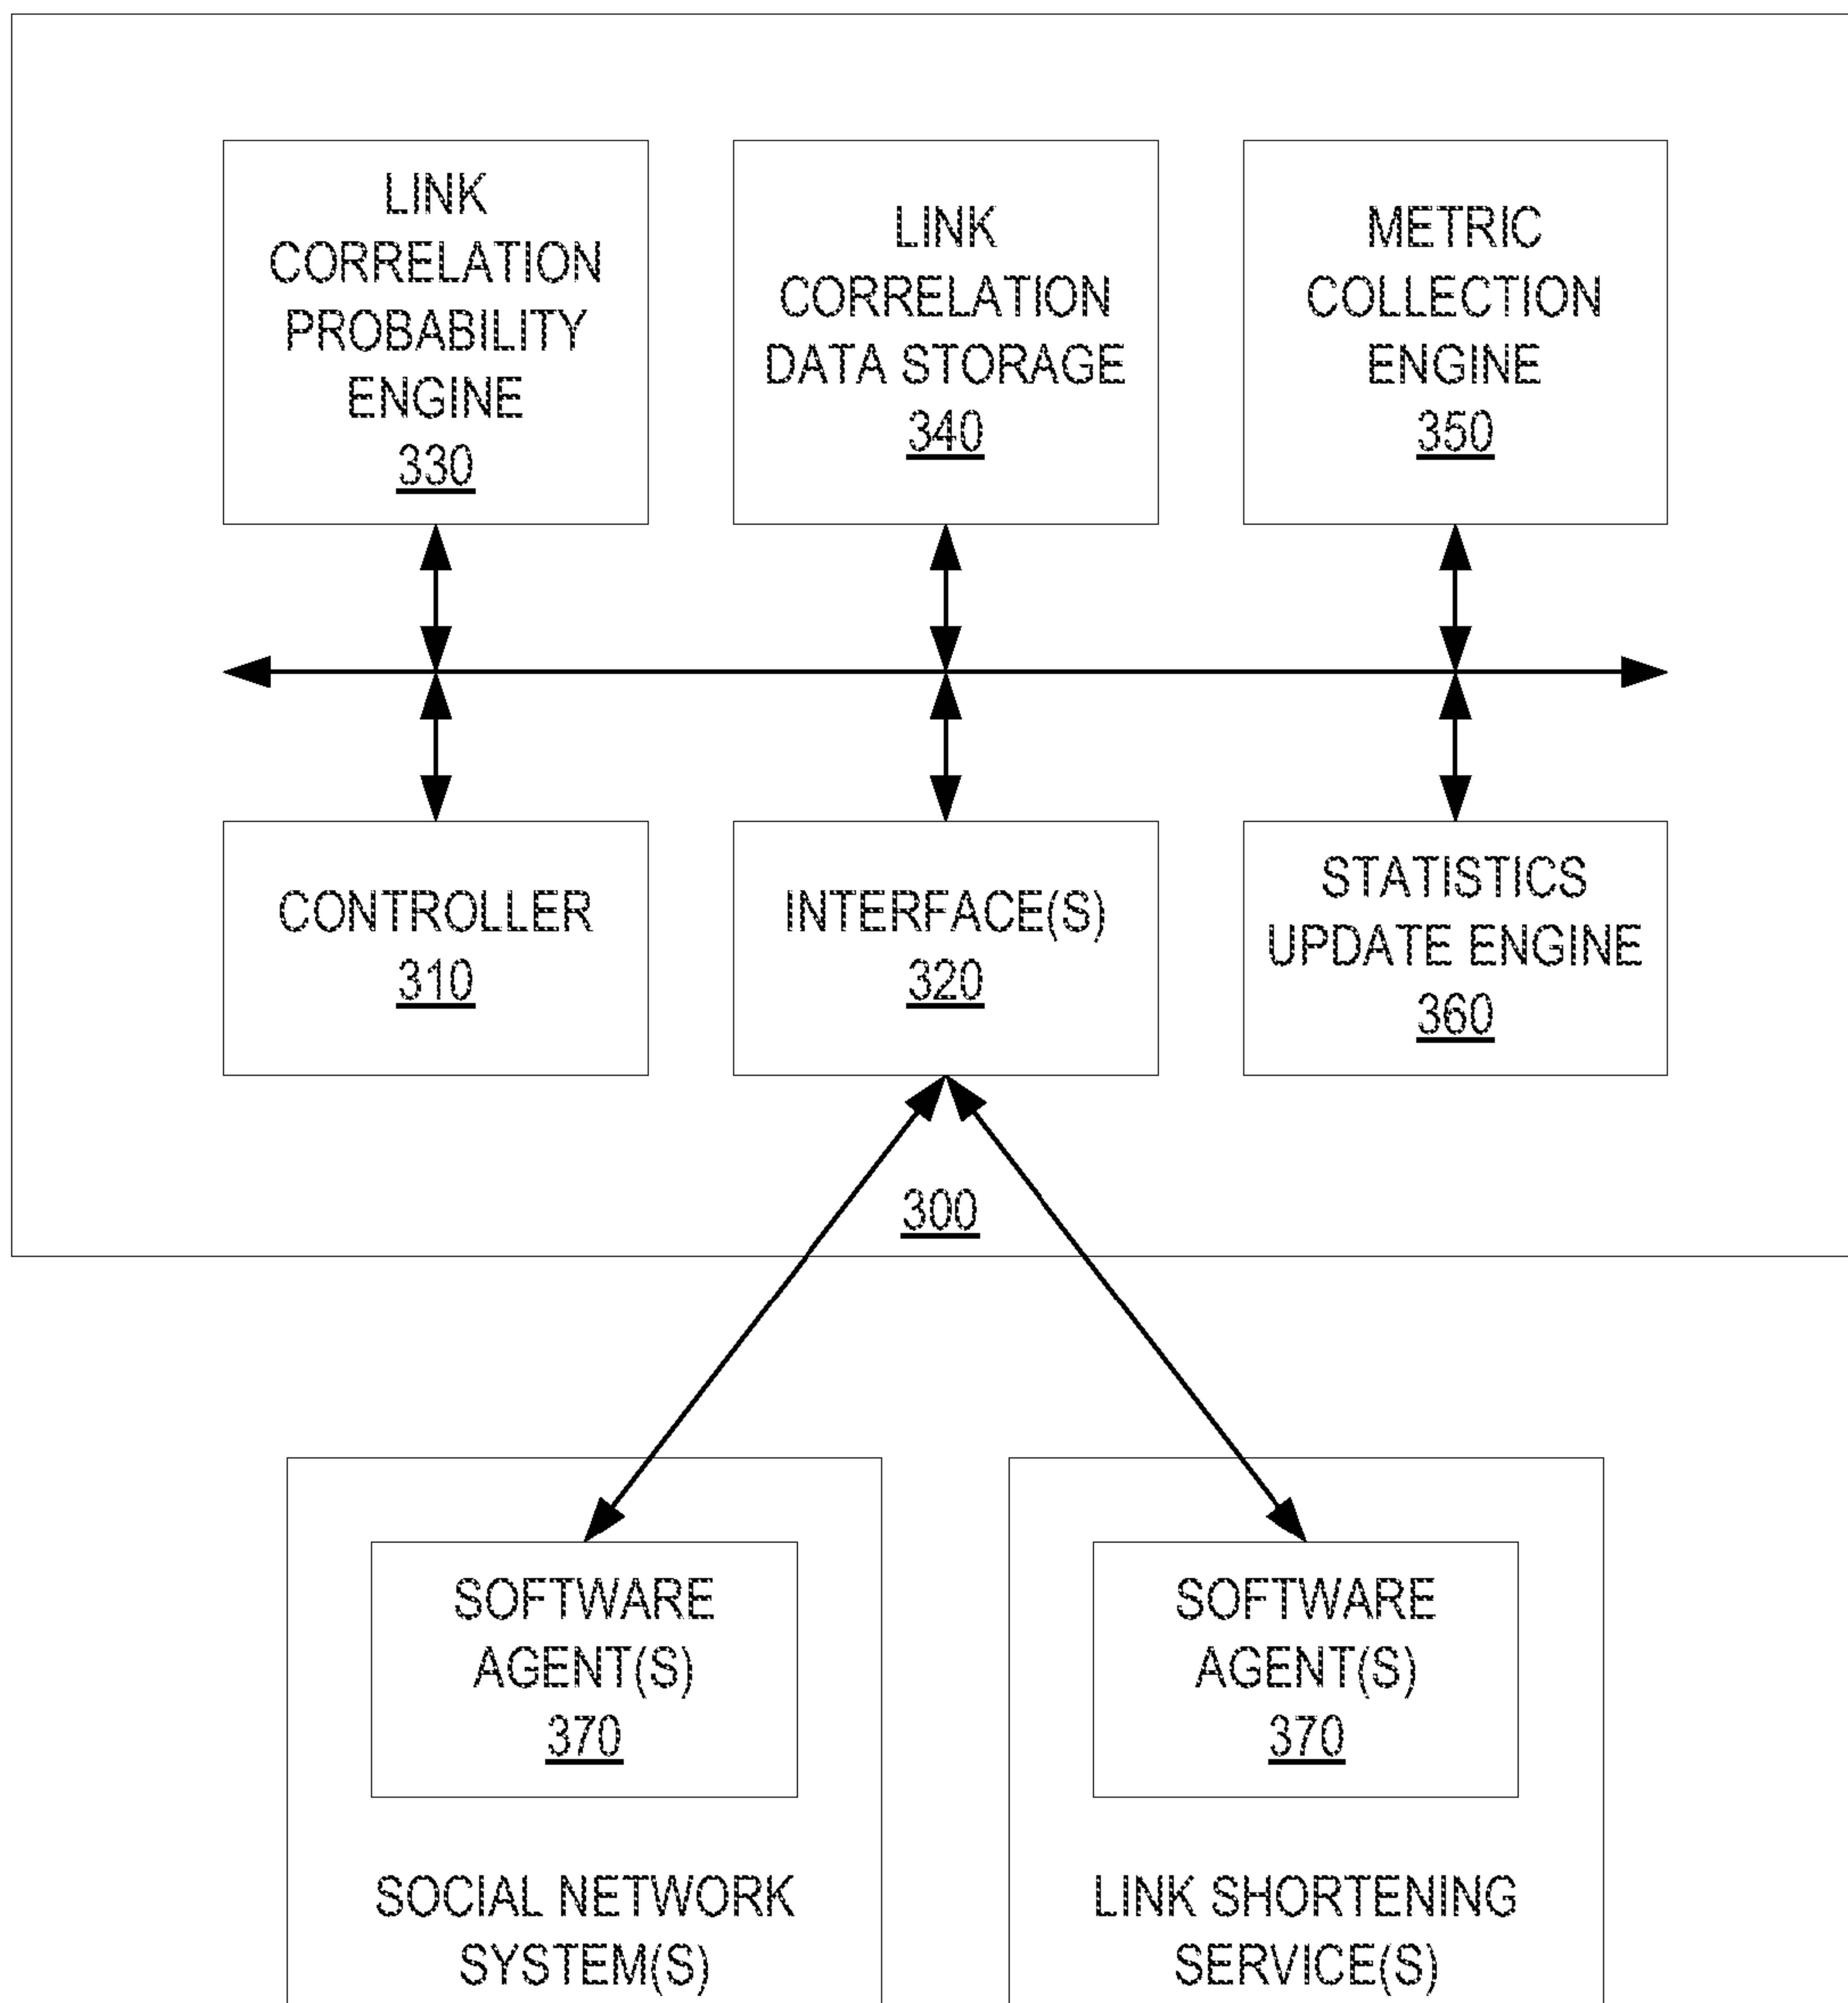 LINK
CORRELATION
PROBABILITY
ENGINE
330
LINK
CORRELATION
DATA STORAGE
340
METRIC
COLLECTION
ENGINE
350
CONTROLLER
310
INTERFACE(S)
320
STATISTICS
UPDATE ENGINE
360
300
SOFTWARE
AGENT(S)
370
SOCIAL NETWORK
SYSTEM(S)
SOFTWARE
AGENT(S)
370
LINK SHORTENING
SERVICE(S)